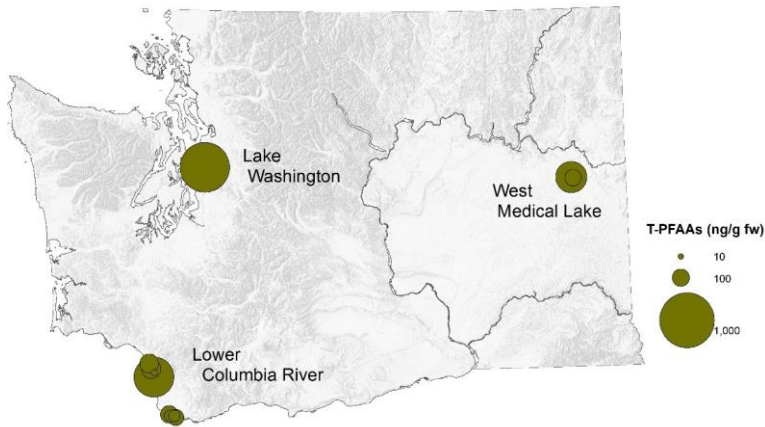 Lake
Washington
West
Medical Lake
T-PFAAs (ng/g fw)
10
100
1,000
Lower
Columbia River